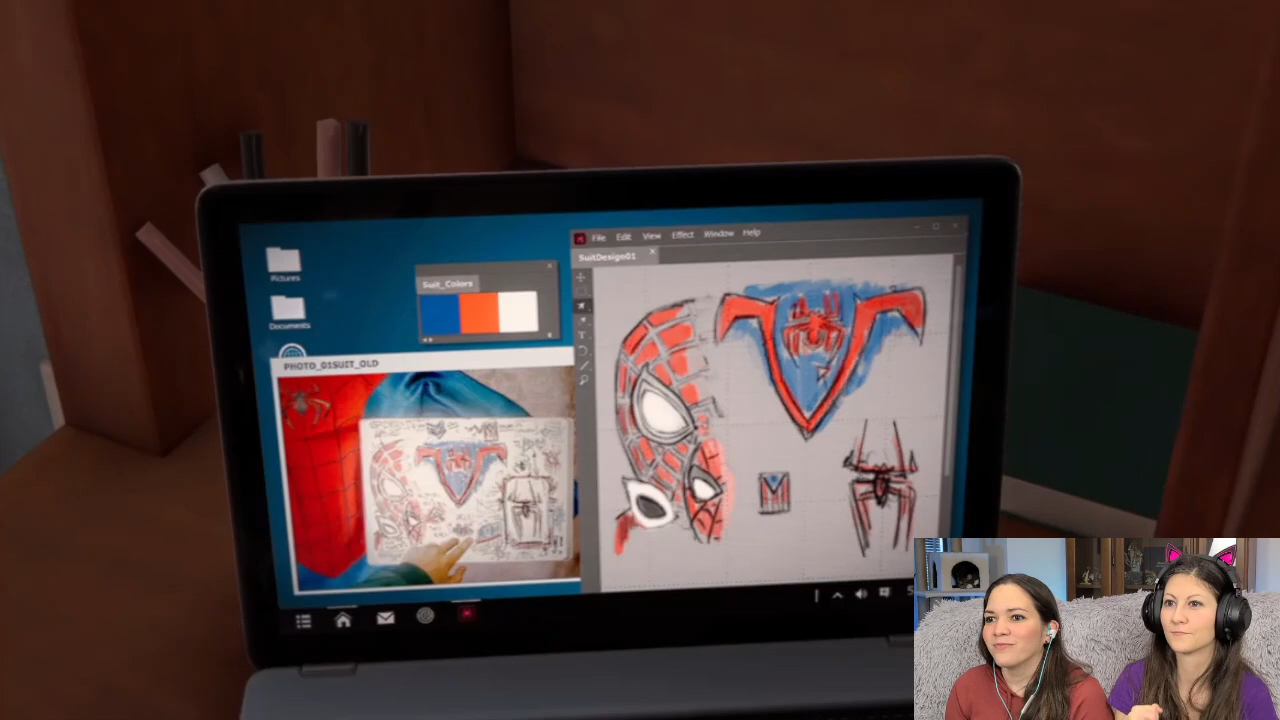 File Edit View Effect Window Help
SuitDesign01
Pictures
Suit_Colors
Documents
PHOTO_01SUIT_OLD